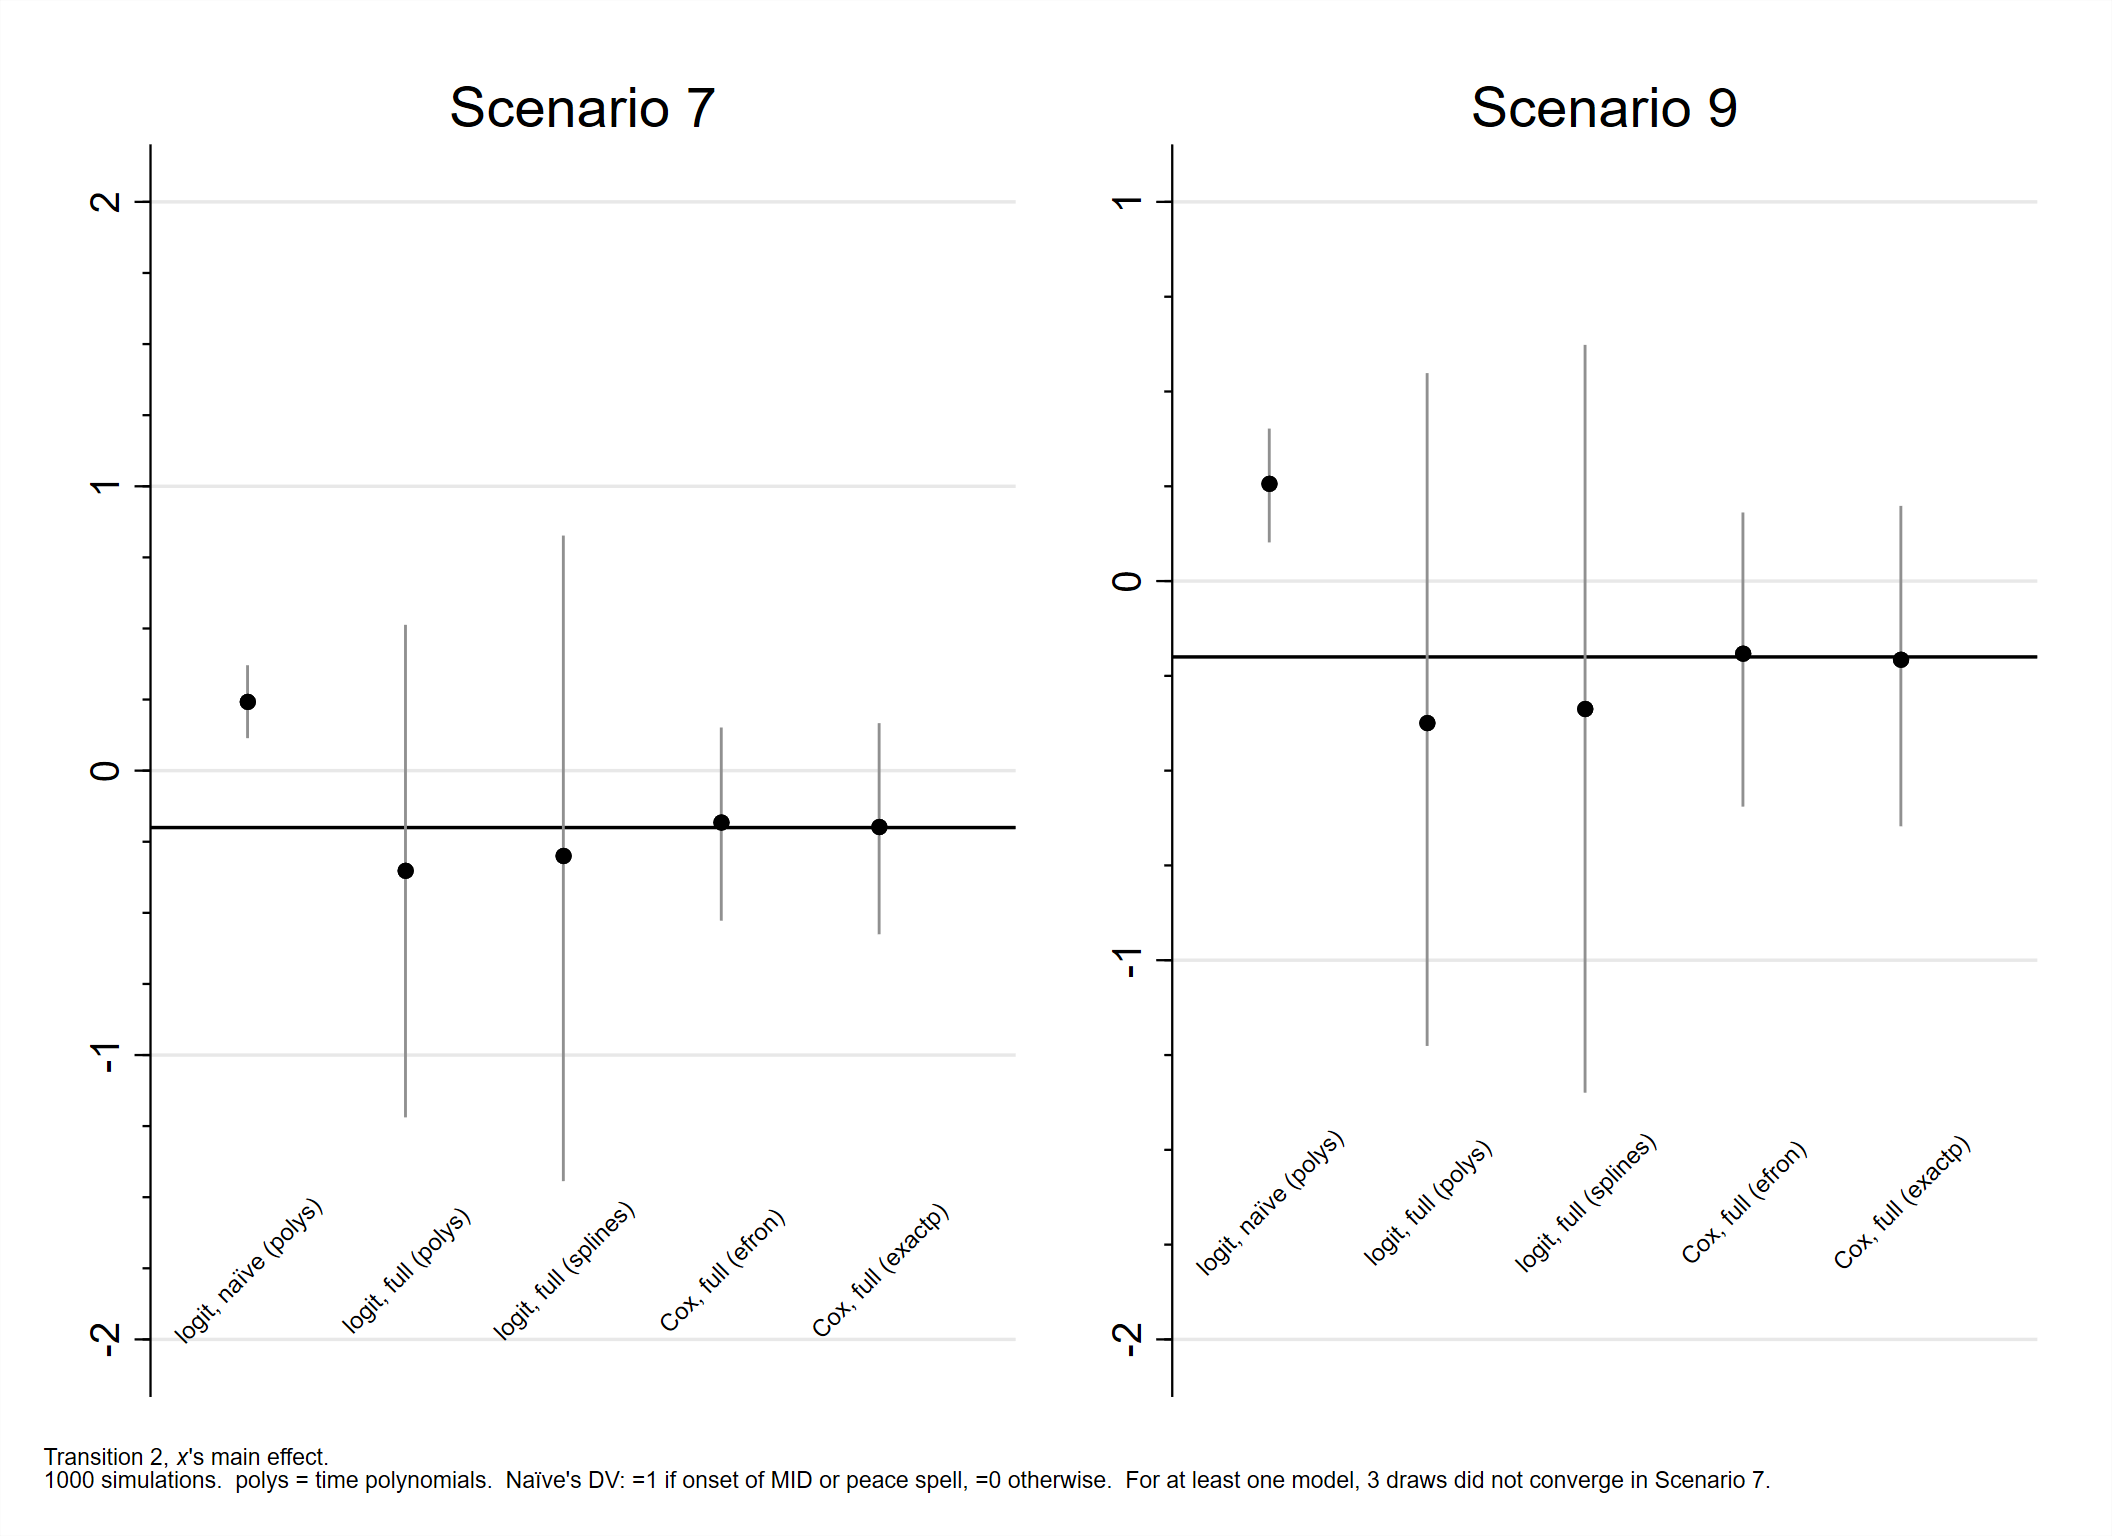 Scenario 7
2
1
0
-1
-2
logit, naïve (polys)
logit, full (polys)
logit, full (splines)
Cox, full (efron)
Cox, full (exactp)
Scenario 9
1
0
-1
-2
logit, naïve (polys)
logit, full (polys)
logit, full (splines)
Cox, full (efron)
Cox, full (exactp)
Transition 2, x's main effect.
1000 simulations.  polys = time polynomials.  Naïve's DV: =1 if onset of MID or peace spell, =0 otherwise.  For at least one model, 3 draws did not converge in Scenario 7.